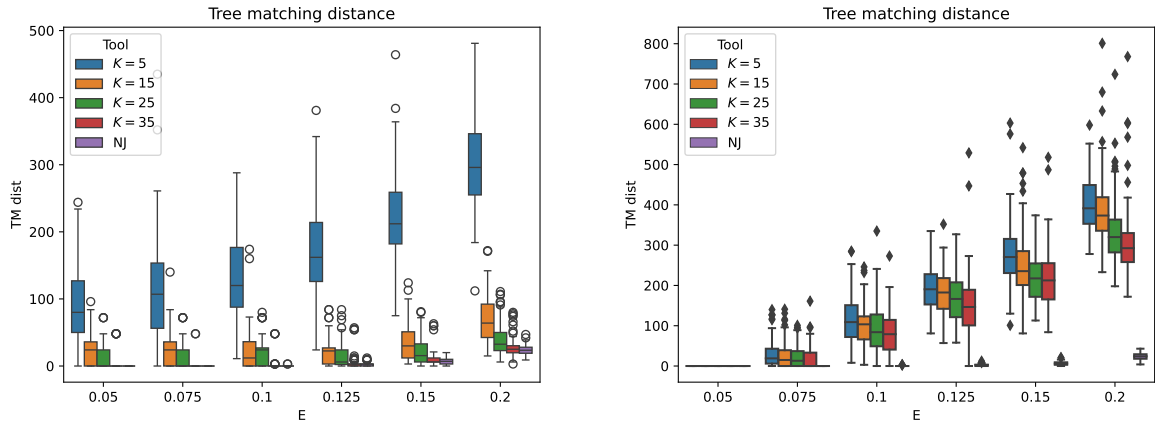 Tree matching distance
500
400
300
200
100
0
TM dist
Tool
K = 5
K = 15
K = 25
K = 35
NJ
0.05
0.075
0.1
0.125
0.15
0.2
E
Tree matching distance
800
700
600
500
400
300
200
100
0
TM dist
Tool
K = 5
K = 15
K = 25
K = 35
NJ
0.05
0.075
0.1
0.125
0.15
0.2
E